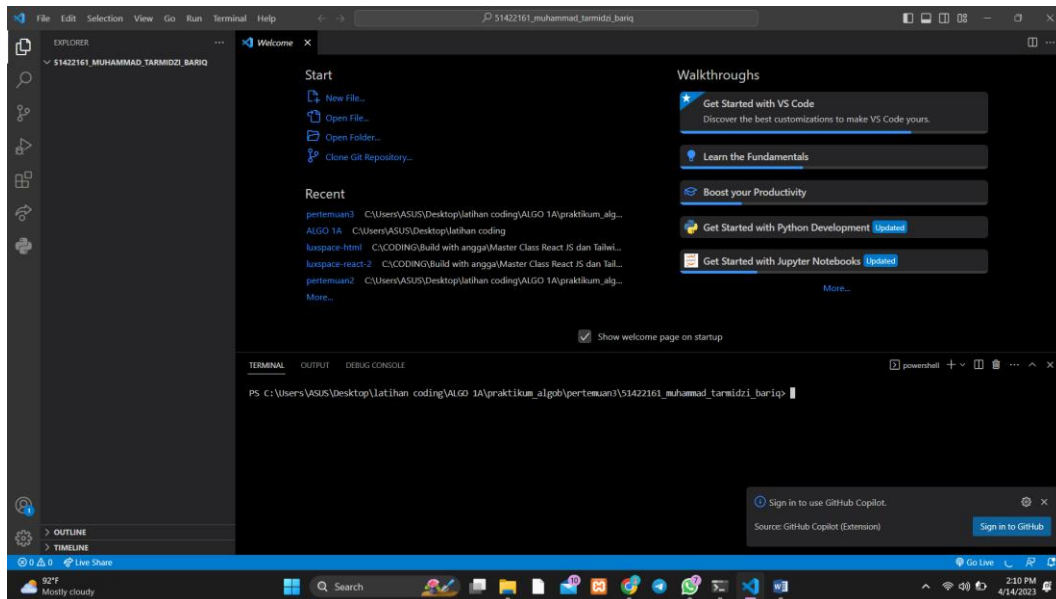 File Edit Selection View Go Run Terminal Help
51422161_muhammad_tarmidzi_bariq
EXPLORER
51422161_MUHAMMAD_TARMIDZI_BARIQ
Welcome
Start
New File...
Open File...
Open Folder...
Clone Git Repository...
Recent
pertemuan3 C:\Users\ASUS\Desktop\latihan coding\ALGO 1A\praktikum_alg...
ALGO 1A C:\Users\ASUS\Desktop\latihan coding
luxspace-html C:\CODING\Build with angga\Master Class React JS dan Tailwi...
luxspace-react-2 C:\CODING\Build with angga\Master Class React JS dan Tail...
pertemuan2 C:\Users\ASUS\Desktop\latihan coding\ALGO 1A\praktikum_alg...
More...
Walkthroughs
Get Started with VS Code
Discover the best customizations to make VS Code yours.
Learn the Fundamentals
Boost your Productivity
Get Started with Python Development Updated
Get Started with Jupyter Notebooks Updated
More...
Show welcome page on startup
TERMINAL OUTPUT DEBUG CONSOLE
powershell
PS C:\Users\ASUS\Desktop\latihan coding\ALGO 1A\praktikum_algob\pertemuan3\51422161_muhammad_tarmidzi_bariq>
Sign in to use GitHub Copilot.
Source: GitHub Copilot (Extension)
Sign in to GitHub
1
OUTLINE
TIMELINE
0 0 Live Share
Go Live
92°F
Mostly cloudy
Search
10
7
2:10 PM
4/14/2023